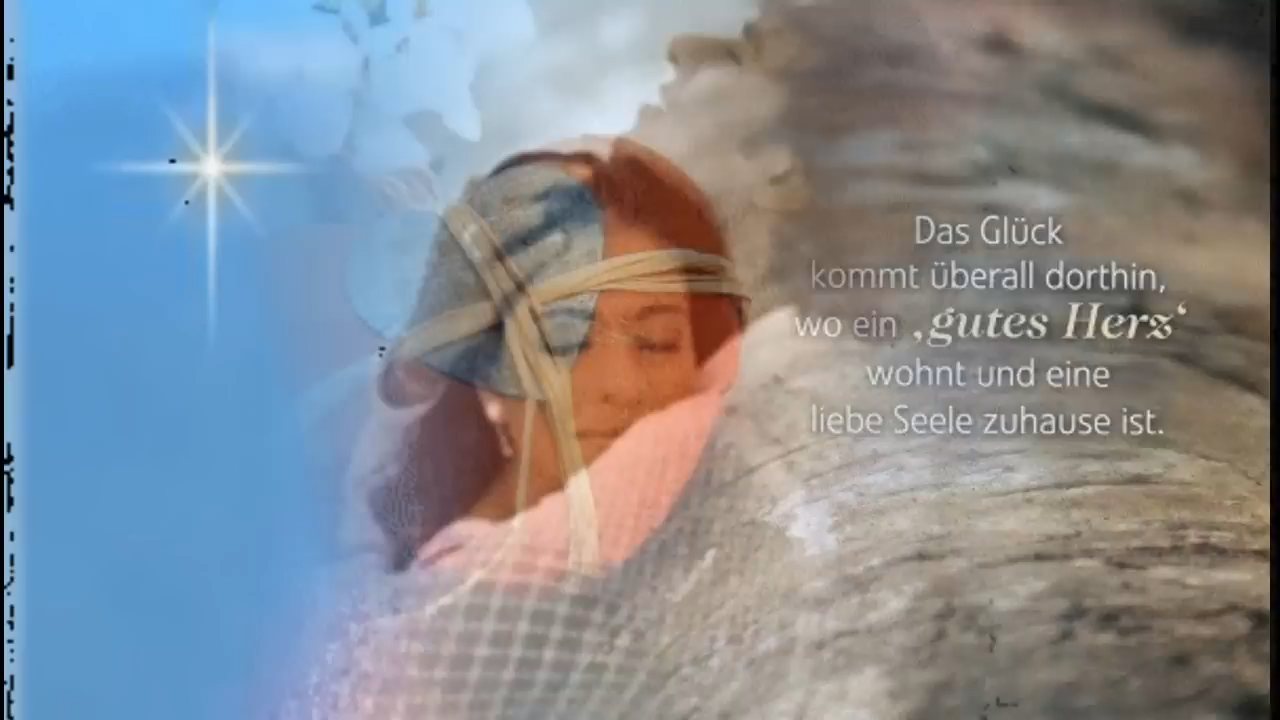 Das Glück
kommt überall dorthin,
wo ein ‚gutes Herz‘
wohnt und eine
liebe Seele zuhause ist.